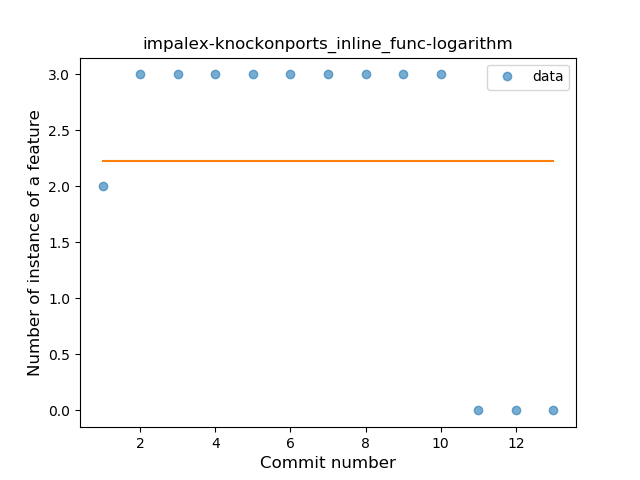 impalex-knockonports_inline_func-logarithm
data
Number of instance of a feature
3.0
2.5
2.0
1.5
1.0
0.5
0.0
2 4 6 8 10 12
Commit number